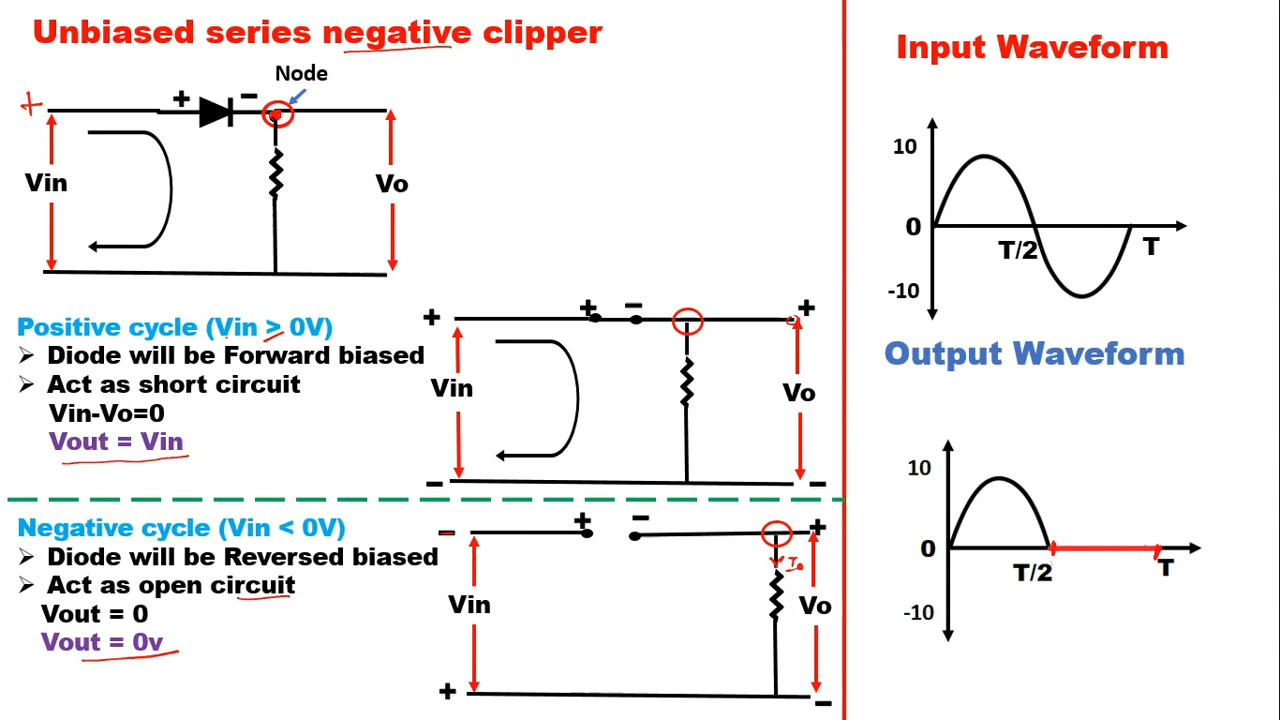 Unbiased series negative clipper
Node
+ + −
Vin
Vo
Positive cycle (Vin > 0V)
➢ Diode will be Forward biased
➢ Act as short circuit
Vin-Vo=0
Vout = Vin
+ + − +
Vin
Vo
− −
Negative cycle (Vin < 0V)
➢ Diode will be Reversed biased
➢ Act as open circuit
Vout = 0
Vout = 0v
− + − +
Vin
Vo
+ −
Input Waveform
10
0
T/2
T
-10
Output Waveform
10
0
T/2
T
-10